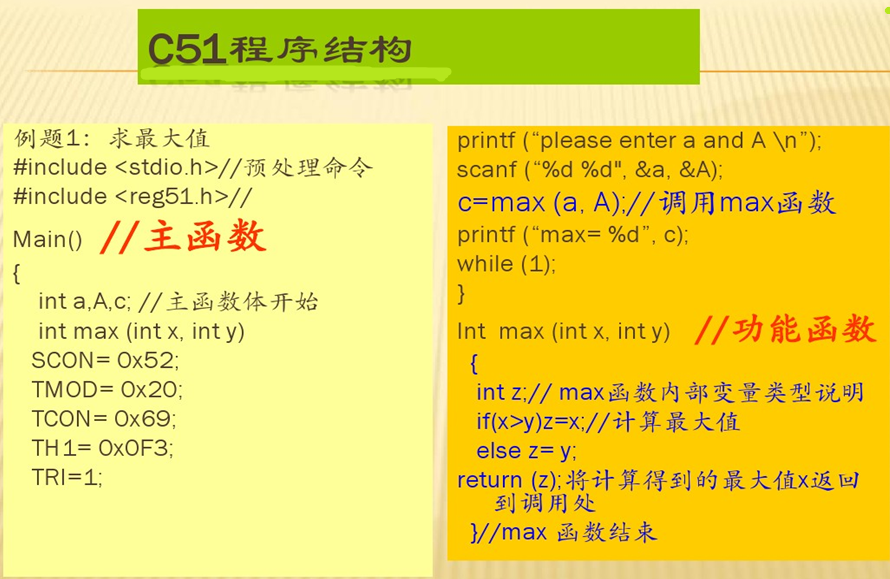 C51程序结构
例题1：求最大值
#include <stdio.h>//预处理命令
#include <reg51.h>//
Main() //主函数
{
int a,A,c; //主函数体开始
int max (int x, int y)
SCON= 0x52;
TMOD= 0x20;
TCON= 0x69;
TH1= 0x0F3;
TRI=1;
printf (“please enter a and A \n”);
scanf (“%d %d", &a, &A);
c=max (a, A);//调用max函数
printf (“max= %d”, c);
while (1);
}
Int max (int x, int y) //功能函数
{
int z;// max函数内部变量类型说明
if(x>y)z=x;//计算最大值
else z= y;
return (z);将计算得到的最大值x返回
到调用处
}//max 函数结束